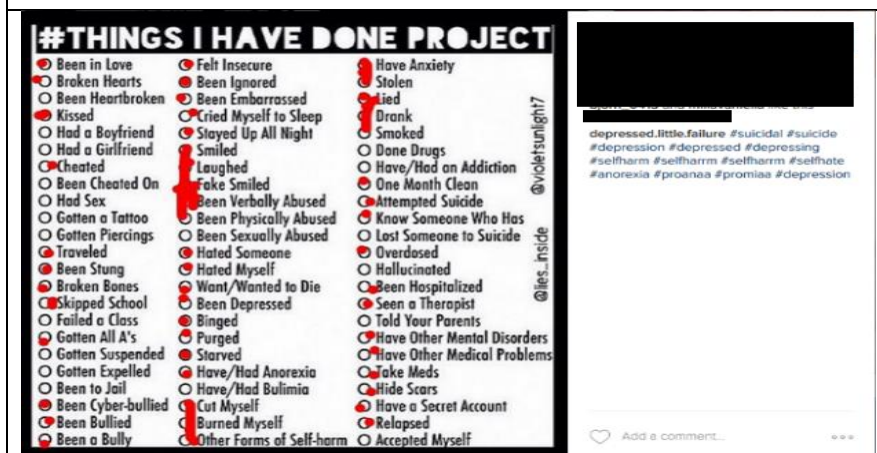 #THINGS I HAVE DONE PROJECT
Been in Love
Broken Hearts
Been Heartbroken
Kissed
Had a Boyfriend
Had a Girlfriend
Cheated
Been Cheated On
Had Sex
Gotten a Tattoo
Gotten Piercings
Traveled
Been Stung
Broken Bones
Skipped School
Failed a Class
Gotten All A's
Gotten Suspended
Gotten Expelled
Been to Jail
Been Cyber-bullied
Been Bullied
Been a Bully
Felt Insecure
Been Ignored
Been Embarrassed
Cried Myself to Sleep
Stayed Up All Night
Smiled
Laughed
Fake Smiled
Been Verbally Abused
Been Physically Abused
Been Sexually Abused
Hated Someone
Hated Myself
Want/Wanted to Die
Been Depressed
Binged
Purged
Starved
Have/Had Anorexia
Have/Had Bulimia
Cut Myself
Burned Myself
Other Forms of Self-harm
Have Anxiety
Stolen
Lied
Drank
Smoked
Done Drugs
Have/Had an Addiction
One Month Clean
Attempted Suicide
Know Someone Who Has
Lost Someone to Suicide
Overdosed
Hallucinated
Been Hospitalized
Seen a Therapist
Told Your Parents
Have Other Mental Disorders
Have Other Medical Problems
Take Meds
Hide Scars
Have a Secret Account
Relapsed
Accepted Myself
@violetsunlight7
@lies_inside
depressed.little.failure #suicidal #suicide
#depression #depressed #depressing
#selfharm #selfharrm #selfharrm #selfhate
#anorexia #proanaa #promiaa #depression
Add a comment...